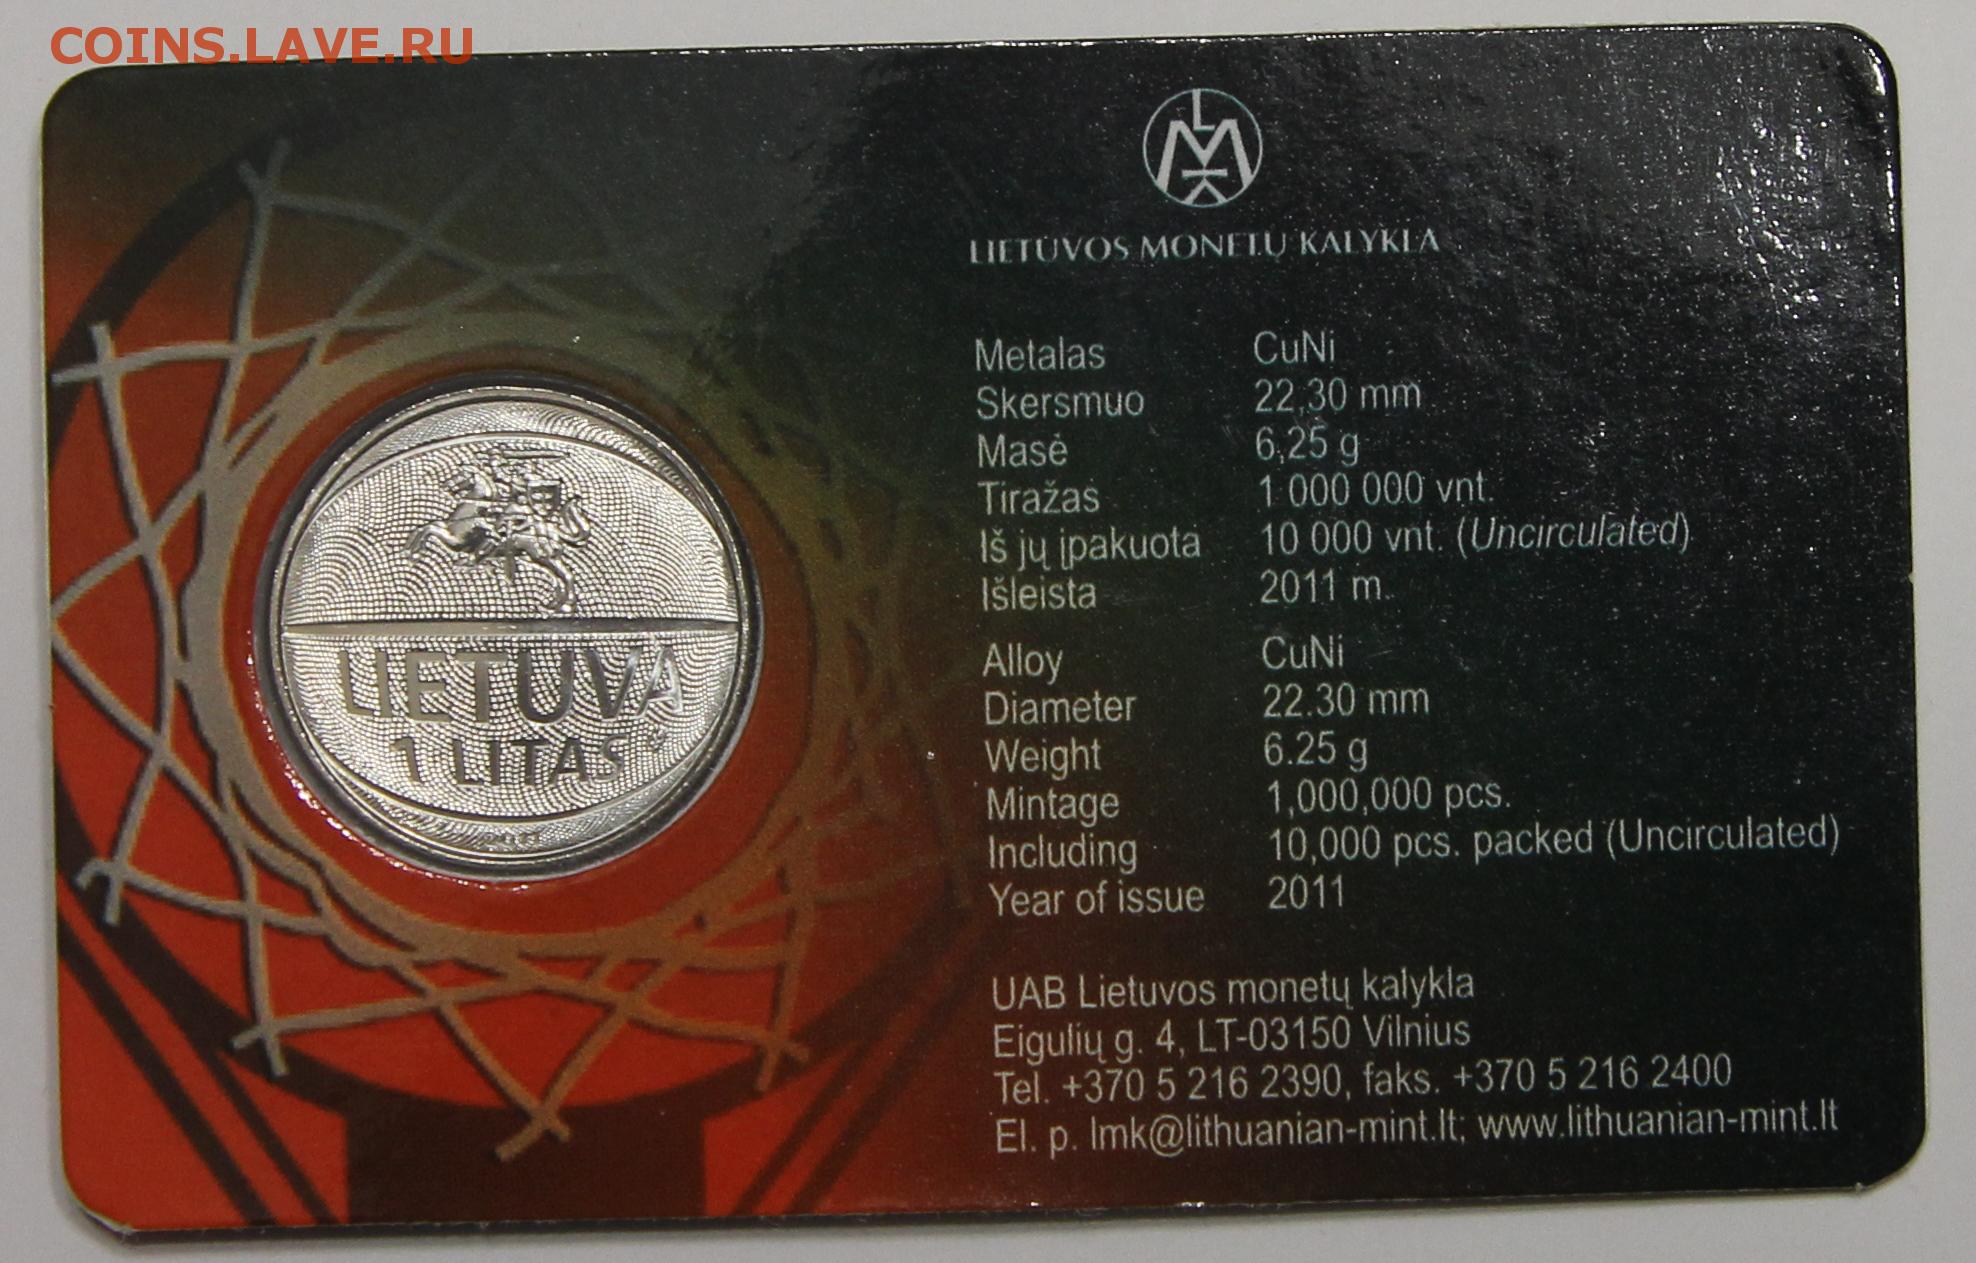 COINS.LAVE.RU
LMK
LIETUVOS MONETŲ KALYKLA
Metalas CuNi
Skersmuo 22,30 mm
Masė 6,25 g
Tiražas 1 000 000 vnt.
Iš jų įpakuota 10 000 vnt. (Uncirculated)
Išleista 2011 m.
Alloy CuNi
Diameter 22.30 mm
Weight 6.25 g
Mintage 1,000,000 pcs.
Including 10,000 pcs. packed (Uncirculated)
Year of issue 2011
UAB Lietuvos monetų kalykla
Eigulių g. 4, LT-03150 Vilnius
Tel. +370 5 216 2390, faks. +370 5 216 2400
El. p. lmk@lithuanian-mint.lt; www.lithuanian-mint.lt
LIETUVA
1 LITAS
2011